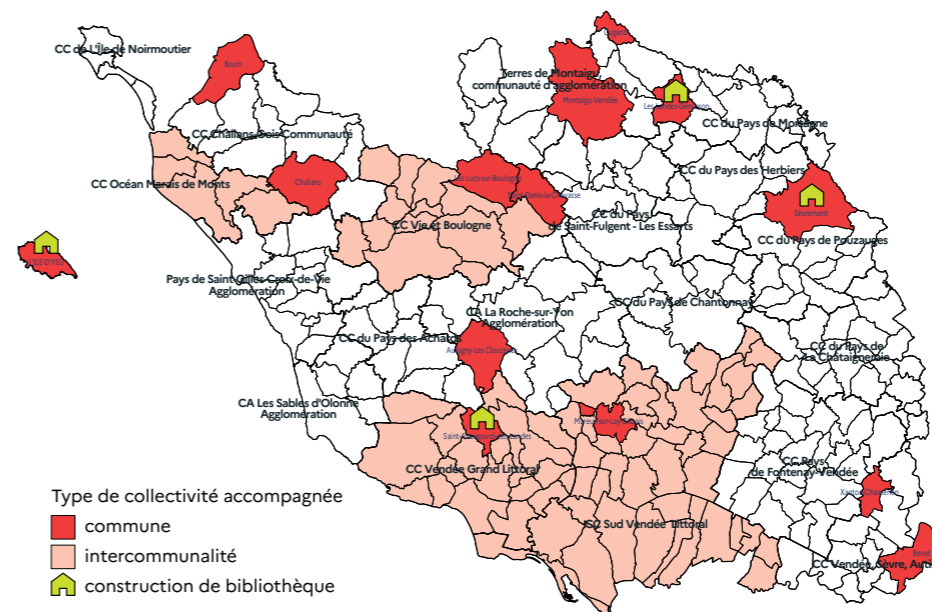 CC de L'Île de Noirmoutier
Bouin
Cugand
Terres de Montaigu,
communauté d'agglomération
Montaigu-Vendée
CC du Pays de Mortagne
CC Challans-Gois Communauté
CC du Pays des Herbiers
CC Océan Marais de Monts
Challans
Les Lucs-sur-Boulogne
Saint-Denis-la-Chevasse
Sèvremont
CC Vie et Boulogne
CC du Pays
de Saint-Fulgent - Les Essarts
CC du Pays de Pouzauges
L'ILE-D'YEU
Pays de Saint Gilles-Croix-de-Vie
Agglomération
CC du Pays de Chantonnay
CA La Roche-sur-Yon
Agglomération
CC du Pays des Achards
Aubigny-Les Clouzeaux
CC du Pays de
La Châtaigneraie
CA Les Sables d'Olonne
Agglomération
CC Vendée Grand Littoral
CC Pays
de Fontenay-Vendée
CC Sud Vendée Littoral
Benet
CC Vendée, Sèvre, Aut
Type de collectivité accompagnée
commune
intercommunalité
construction de bibliothèque